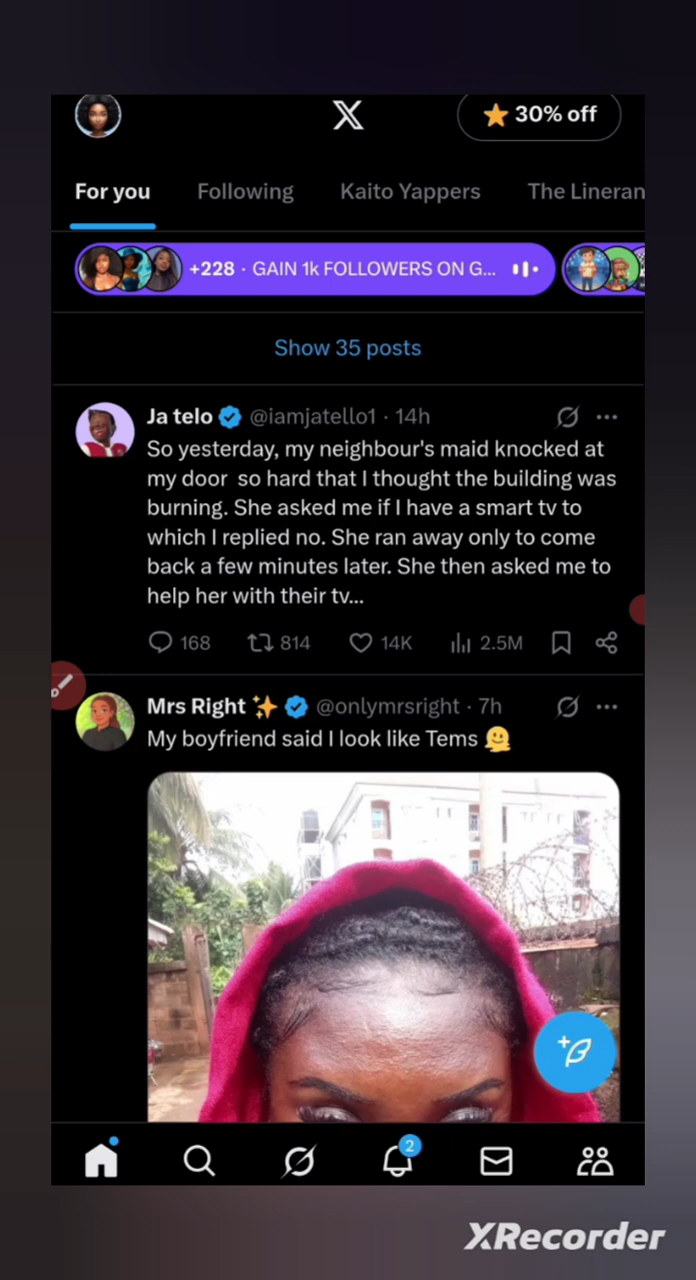 X
30% off
For you
Following
Kaito Yappers
The Lineran
+228 · GAIN 1k FOLLOWERS ON G...
Show 35 posts
Ja telo @iamjatello1 · 14h
So yesterday, my neighbour's maid knocked at
my door so hard that I thought the building was
burning. She asked me if I have a smart tv to
which I replied no. She ran away only to come
back a few minutes later. She then asked me to
help her with their tv...
168 814 14K 2.5M
Mrs Right ✨ @onlymrsright · 7h
My boyfriend said I look like Tems 🫠
2
XRecorder